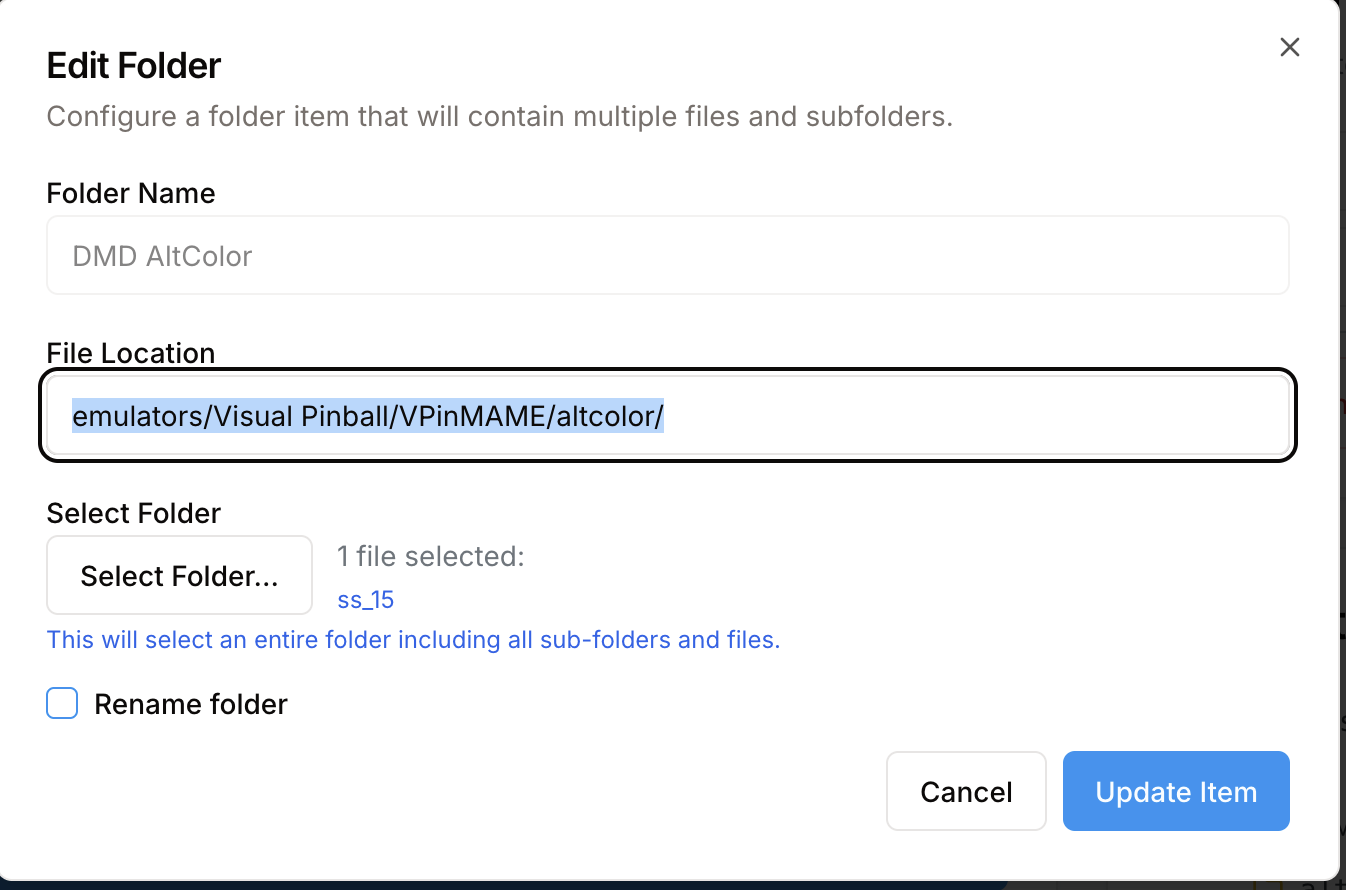 Edit Folder
Configure a folder item that will contain multiple files and subfolders.
Folder Name
DMD AltColor
File Location
emulators/Visual Pinball/VPinMAME/altcolor/
Select Folder
Select Folder...
1 file selected:
ss_15
This will select an entire folder including all sub-folders and files.
Rename folder
Cancel
Update Item